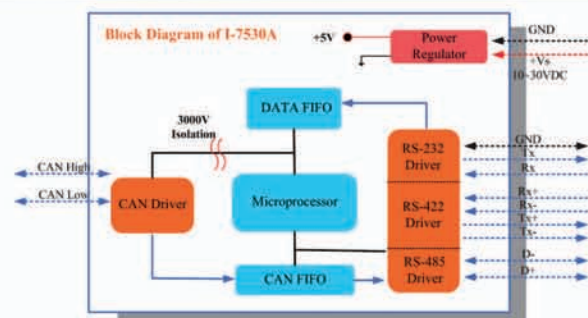 Block Diagram of I-7530A
+5V
Power
Regulator
GND
+Vs
10~30VDC
DATA FIFO
3000V
Isolation
CAN High
CAN Low
CAN Driver
Microprocessor
CAN FIFO
RS-232
Driver
RS-422
Driver
RS-485
Driver
GND
Tx
Rx
Rx+
Rx-
Tx+
Tx-
D-
D+